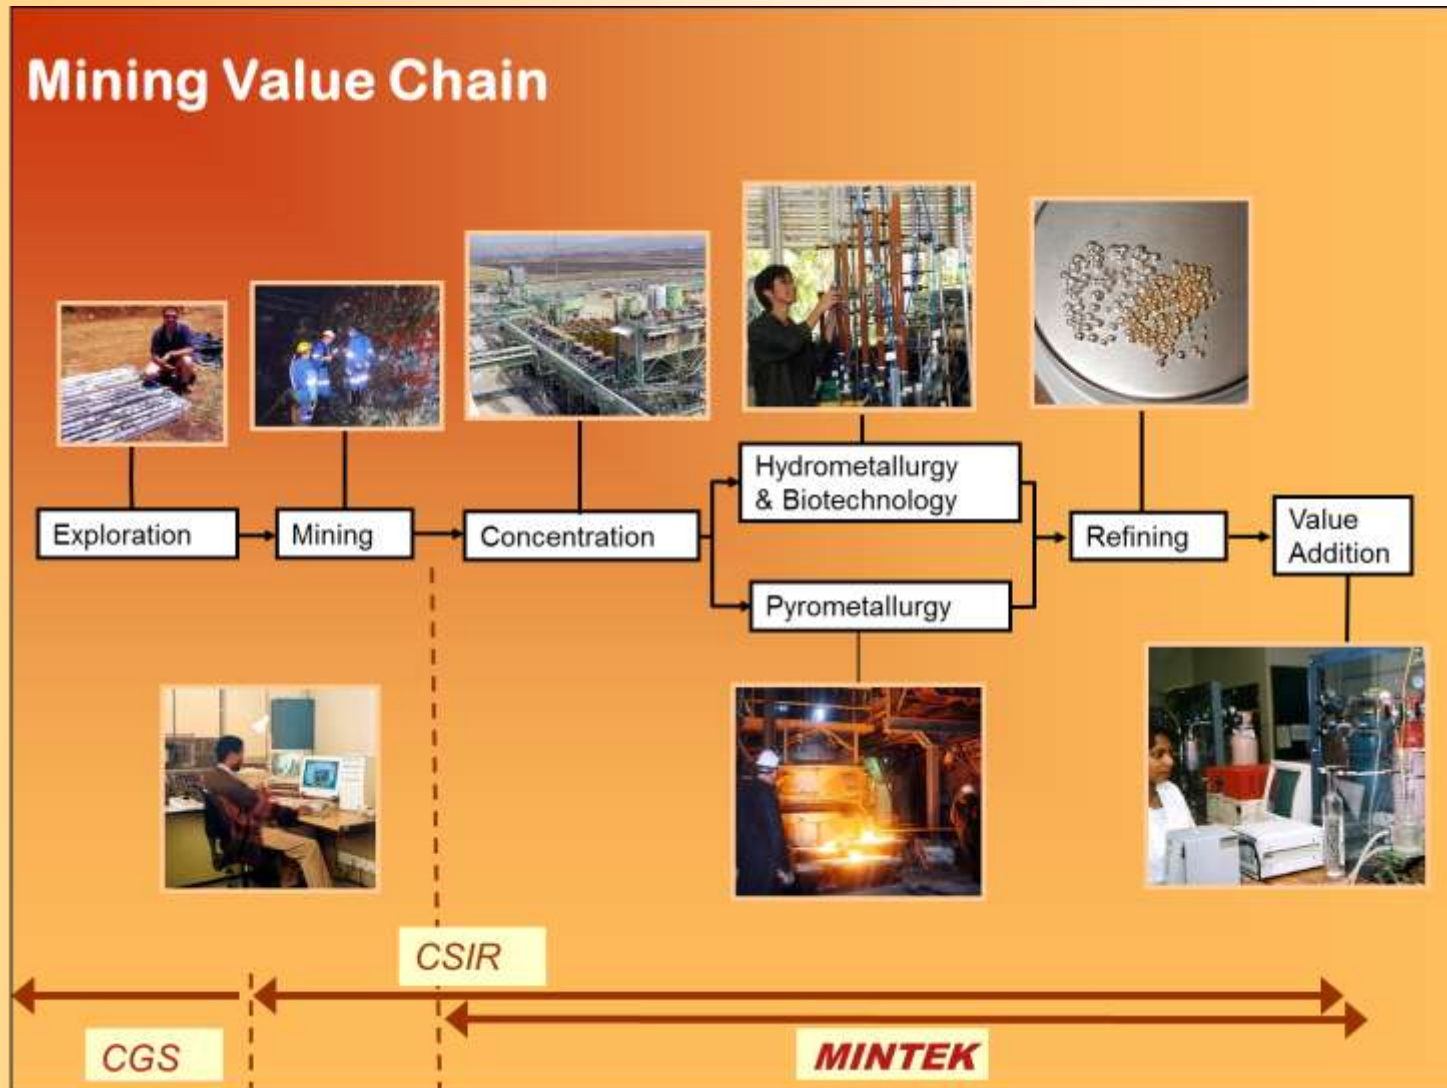 Mining Value Chain
Exploration
Mining
Concentration
Hydrometallurgy
& Biotechnology
Pyrometallurgy
Refining
Value
Addition
CSIR
CGS
MINTEK